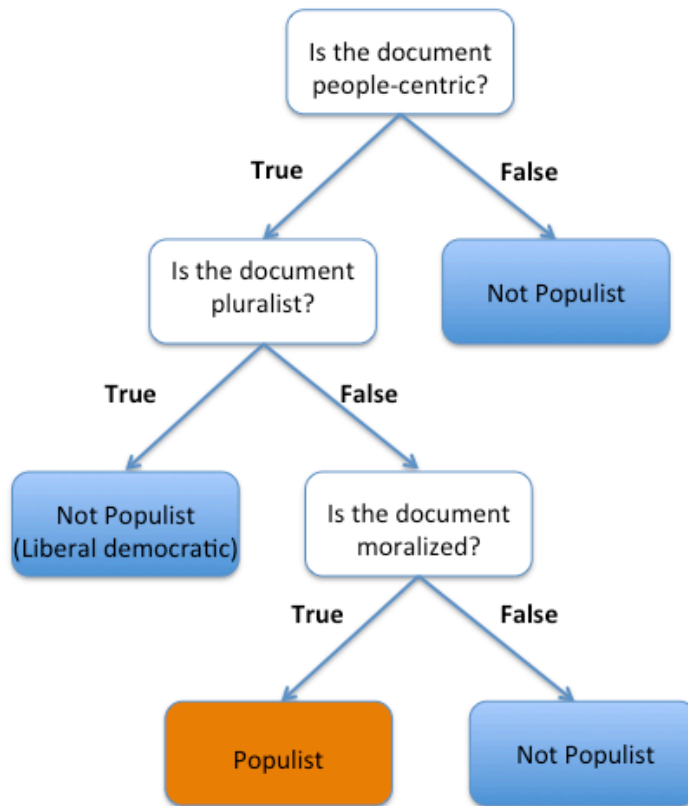 Is the document
people-centric?
True
False
Is the document
pluralist?
Not Populist
True
False
Not Populist
(Liberal democratic)
Is the document
moralized?
True
False
Populist
Not Populist